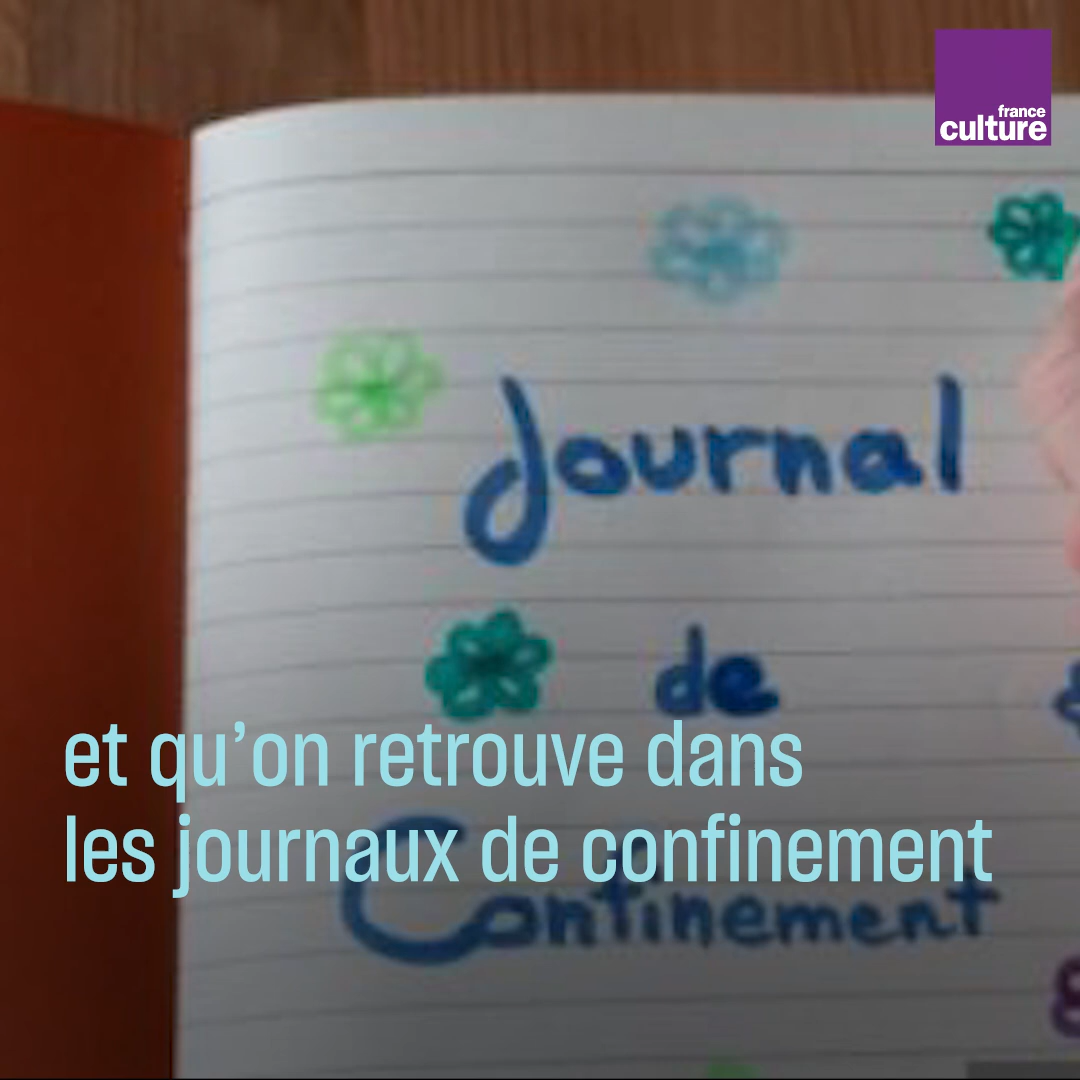 france
culture
Journal
de
et qu’on retrouve dans
les journaux de confinement
Confinement